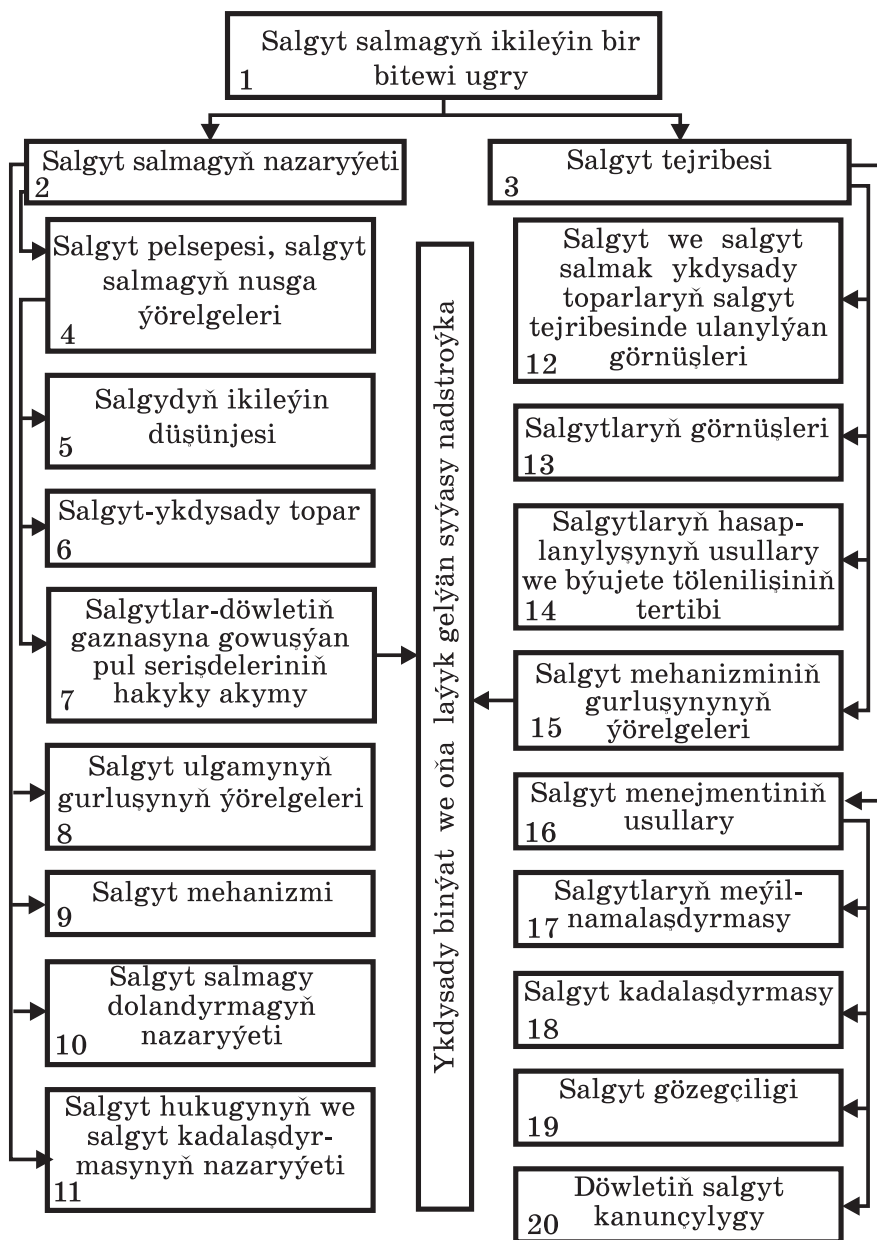 Salgyt salmagyň ikileýin bir
bitewi ugry
1
Salgyt salmagyň nazaryýeti
2
Salgyt tejribesi
3
Salgyt pelsepesi, salgyt
salmagyň nusga
ýörelgeleri
4
Salgydyň ikileýin
düşünjesi
5
Salgyt-ykdysady topar
6
Salgytlar-döwletiň
gaznasyna gowuşýan
pul serişdeleriniň
hakyky akymy
7
Salgyt ulgamynyň
gurluşynyň ýörelgeleri
8
Salgyt mehanizmi
9
Salgyt salmagy
dolandyrmagyň
nazaryýeti
10
Salgyt hukugynyň we
salgyt kadalaşdyr-
masynyň nazaryýeti
11
Ykdysady binýat we oňa laýyk gelýän syýasy nadstroýka
Salgyt we salgyt
salmak ykdysady
toparlaryň salgyt
tejribesinde ulanylýan
görnüşleri
12
Salgytlaryň görnüşleri
13
Salgytlaryň hasap-
lanylyşynyň usullary
we býujete tölenilişiniň
tertibi
14
Salgyt mehanizminiň
gurluşynynyň
ýörelgeleri
15
Salgyt menejmentiniň
usullary
16
Salgytlaryň meýil-
namalaşdyrmasy
17
Salgyt kadalaşdyrmasy
18
Salgyt gözegçiligi
19
Döwletiň salgyt
kanunçylygy
20